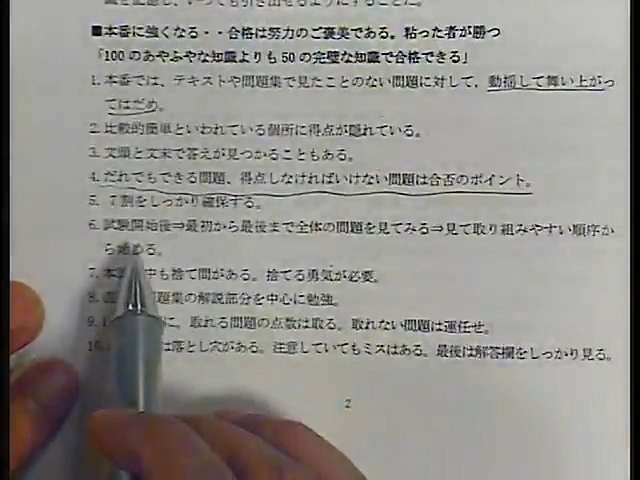 ■本番に強くなる・・合格は努力のご褒美である。粘った者が勝つ
「100のあやふやな知識よりも50の完璧な知識で合格できる」
1. 本番では、テキストや問題集で見たことのない問題に対して、動揺して舞い上がっ
てはだめ。
2. 比較的簡単といわれている個所に得点が隠れている。
3. 文頭と文末で答えが見つかることもある。
4. だれでもできる問題、得点しなければいけない問題は合否のポイント。
5. 7割をしっかり確保する。
6. 試験開始後⇒最初から最後まで全体の問題を見てみる⇒見て取り組みやすい順序か
ら始める。
7. 本 中も捨て問がある。捨てる勇気が必要。
8. 題集の解説部分を中心に勉強。
9. に、取れる問題の点数は取る。取れない問題は運任せ。
は落とし穴がある。注意していてもミスはある。最後は解答欄をしっかり見る。
2